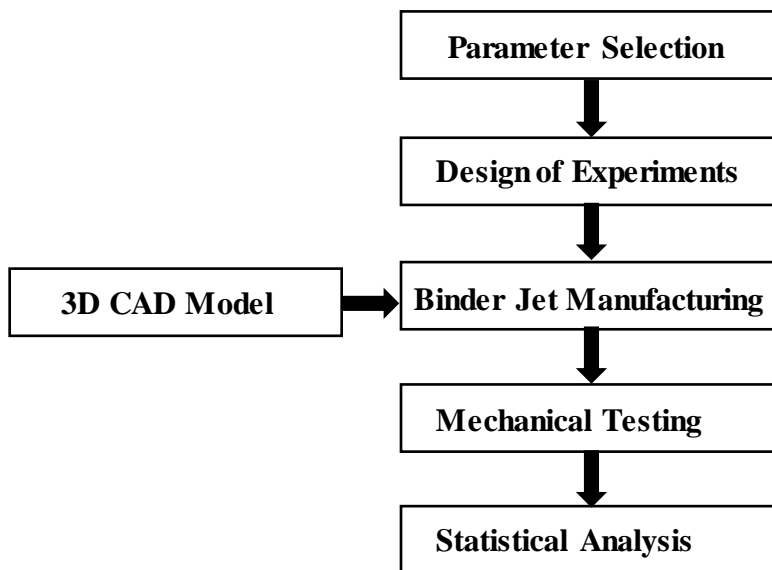 Parameter Selection
Design of Experiments
3D CAD Model
Binder Jet Manufacturing
Mechanical Testing
Statistical Analysis